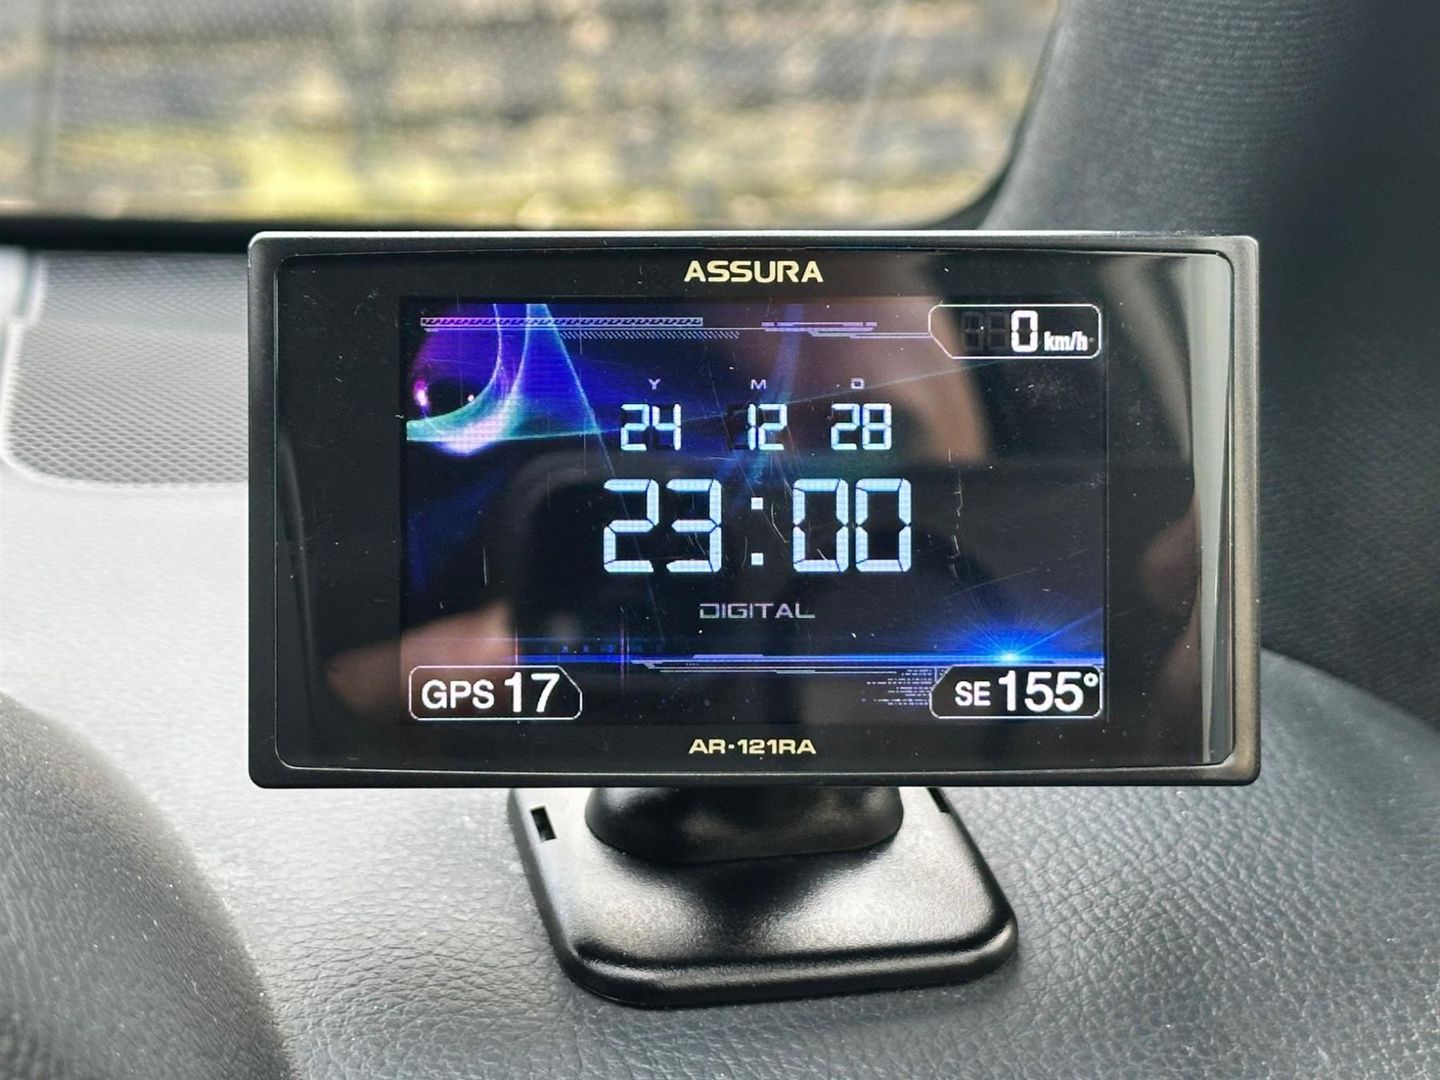 ASSURA
0 km/h
Y M D
24 12 28
23:00
DIGITAL
GPS 17
SE 155°
AR-121RA